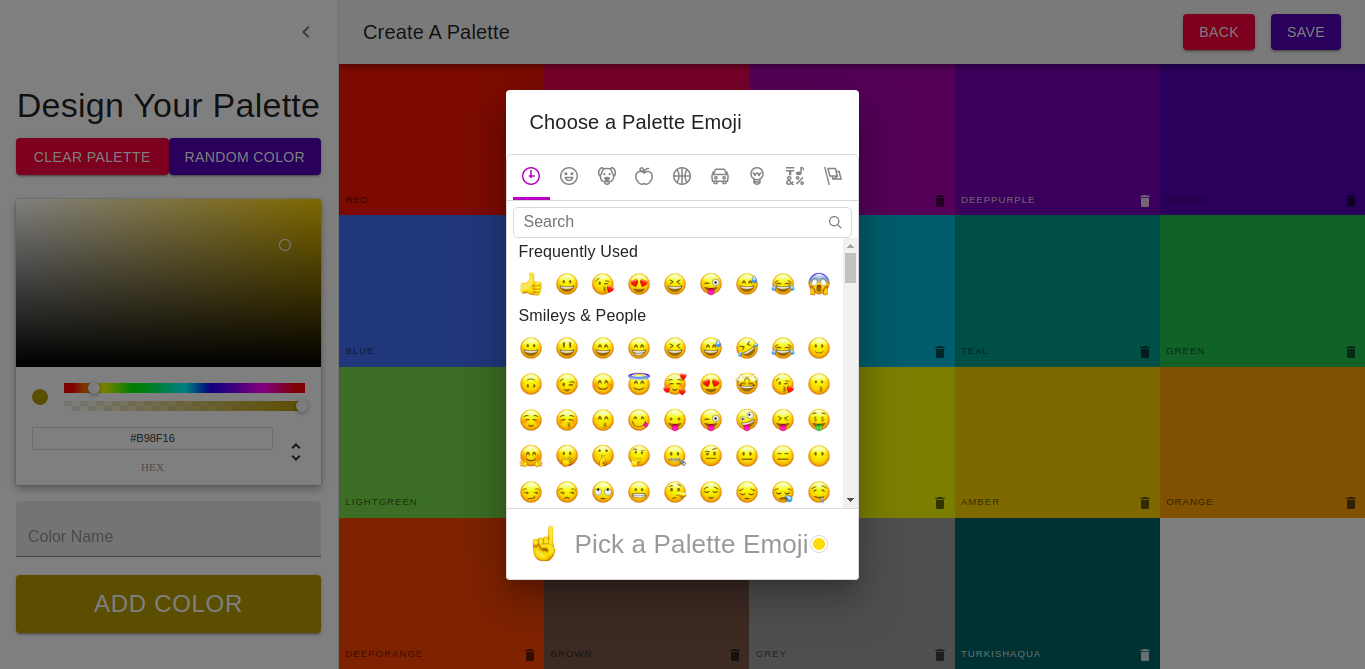 Create A Palette
BACK
SAVE
Design Your Palette
CLEAR PALETTE
RANDOM COLOR
#B98F16
HEX
Color Name
ADD COLOR
RED
DEEPPURPLE
INDIGO
BLUE
TEAL
GREEN
LIGHTGREEN
AMBER
ORANGE
DEEPORANGE
BROWN
GREY
TURKISHAQUA
Choose a Palette Emoji
Search
Frequently Used
Smileys & People
Pick a Palette Emoji